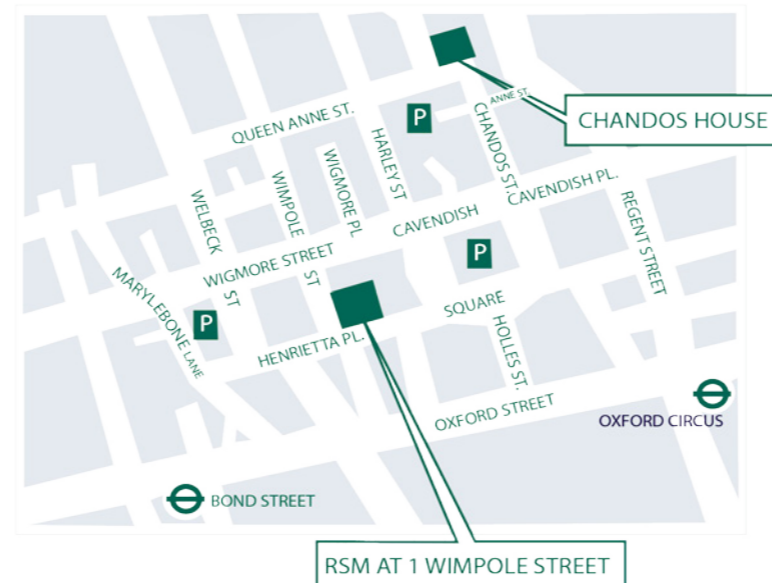 CHANDOS HOUSE
ANNE ST.
QUEEN ANNE ST.
P
HARLEY ST
CHANDOS ST.
WIGMORE PL
WIMPOLE ST
WELBECK ST
CAVENDISH PL.
CAVENDISH
REGENT STREET
WIGMORE STREET
P
MARYLEBONE LANE
P
SQUARE
HOLLES ST.
HENRIETTA PL.
OXFORD STREET
OXFORD CIRCUS
BOND STREET
RSM AT 1 WIMPOLE STREET